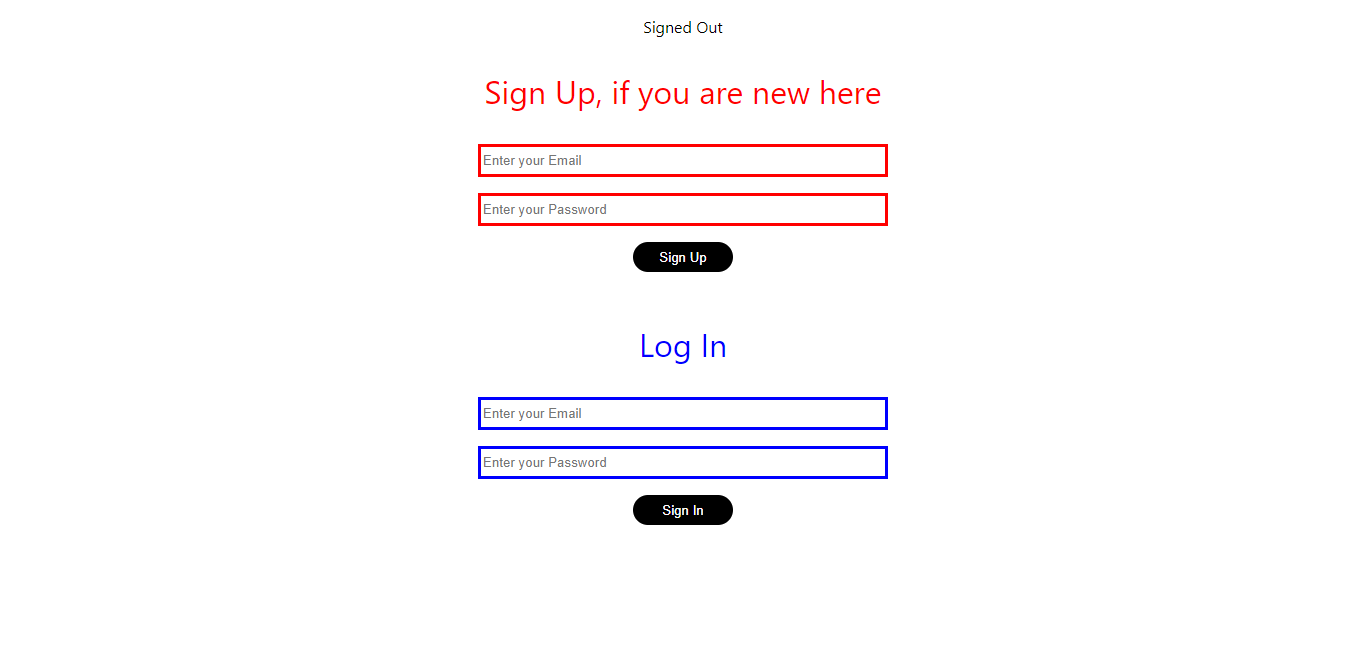 Signed Out
Sign Up, if you are new here
Enter your Email
Enter your Password
Sign Up
Log In
Enter your Email
Enter your Password
Sign In